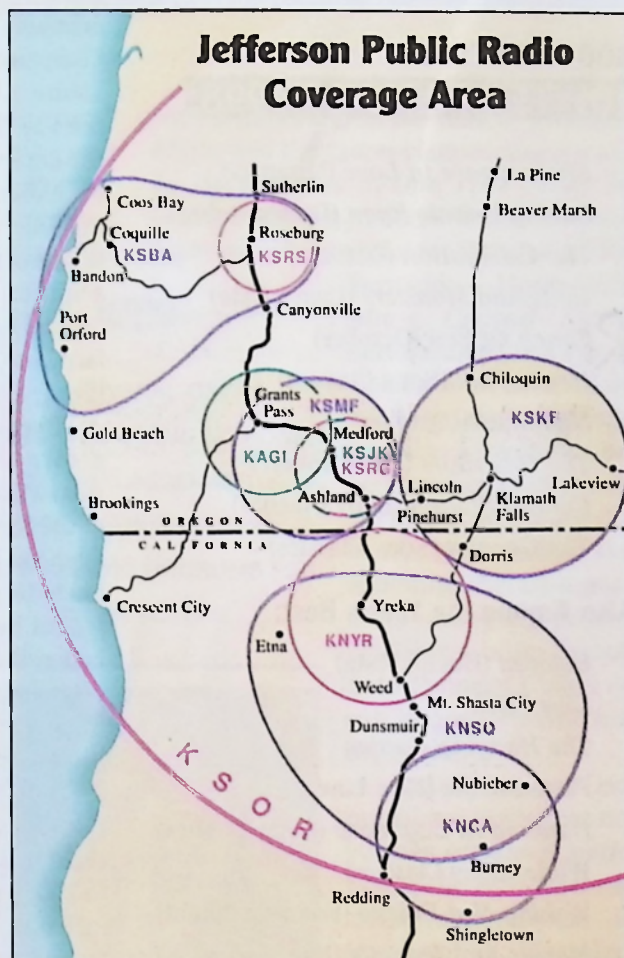 Jefferson Public Radio
Coverage Area
La Pine
Beaver Marsh
Sutherlin
Coos Bay
Coquille
Roseburg
KSBA
KSRS
Bandon
Canyonville
Port
Orford
Chiloquin
Grants
Pass
KSMF
KSKF
Gold Beach
Medford
KAGI
KSJK
KSRG
Lakeview
Ashland
Lincoln
Klamath
Falls
Pinehurst
Brookings
OREGON
CALIFORNIA
Dorris
Crescent City
Yreka
Etna
KNYR
Weed
Mt. Shasta City
Dunsmuir
KNSQ
KSOR
Nubieber
KNCA
Burney
Redding
Shingletown